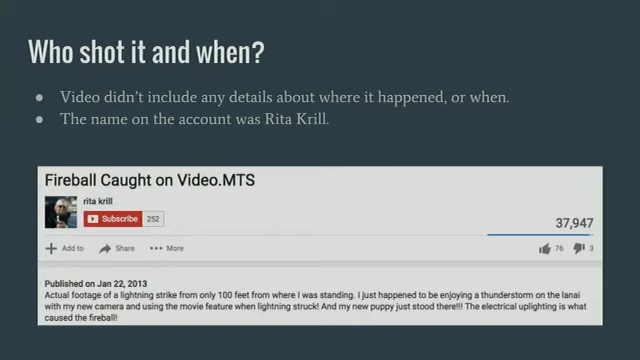 Who shot it and when?
● Video didn't include any details about where it happened, or when.
● The name on the account was Rita Krill.
Fireball Caught on Video.MTS
rita krill
Subscribe 252
37,947
Add to Share More 76 3
Published on Jan 22, 2013
Actual footage of a lightning strike from only 100 feet from where I was standing. I just happened to be enjoying a thunderstorm on the lanai
with my new camera and using the movie feature when lightning struck! And my new puppy just stood there!!! The electrical uplighting is what
caused the fireball!